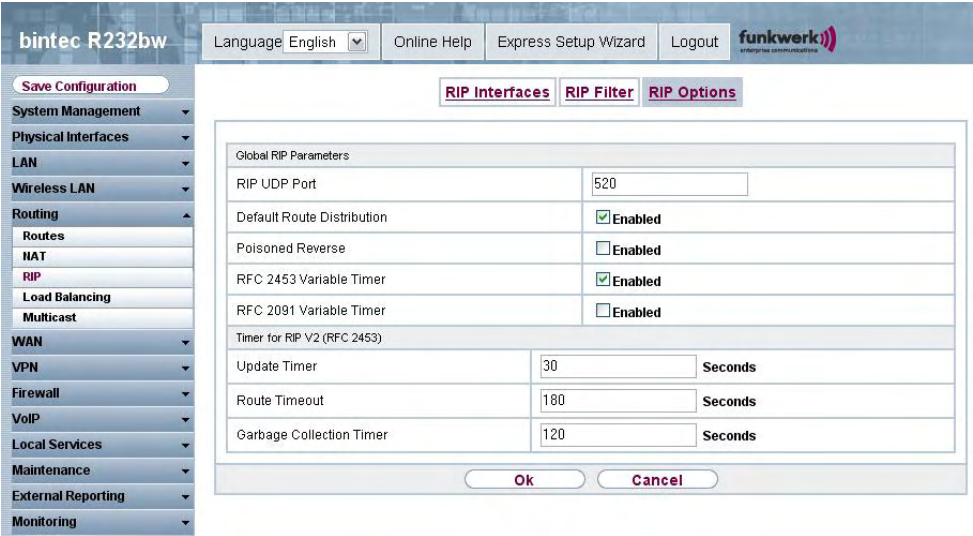 bintec R232bw
Language English
Online Help
Express Setup Wizard
Logout
funkwerk
enterprise communications
Save Configuration
System Management
Physical Interfaces
LAN
Wireless LAN
Routing
Routes
NAT
RIP
Load Balancing
Multicast
WAN
VPN
Firewall
VoIP
Local Services
Maintenance
External Reporting
Monitoring
RIP Interfaces RIP Filter RIP Options
Global RIP Parameters
RIP UDP Port 520
Default Route Distribution Enabled
Poisoned Reverse Enabled
RFC 2453 Variable Timer Enabled
RFC 2091 Variable Timer Enabled
Timer for RIP V2 (RFC 2453)
Update Timer 30 Seconds
Route Timeout 180 Seconds
Garbage Collection Timer 120 Seconds
Ok Cancel